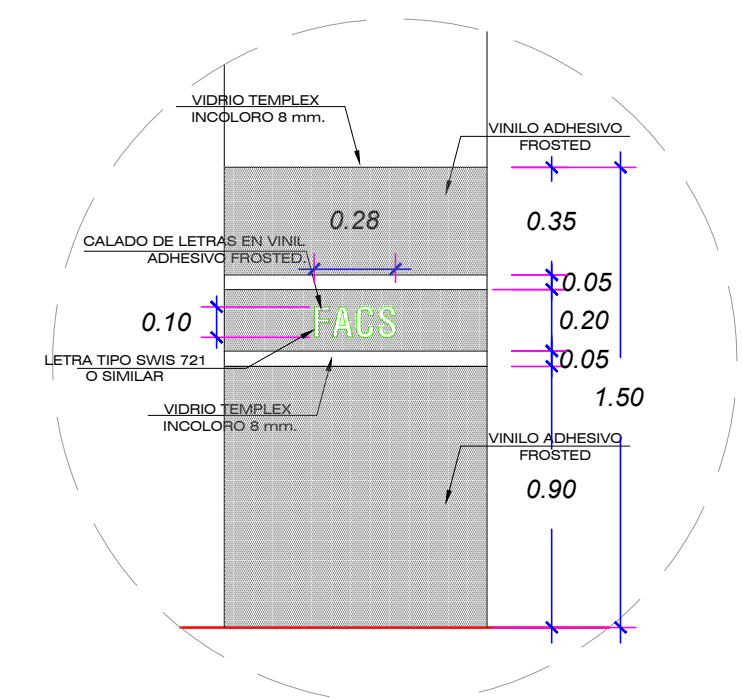 VIDRIO TEMPLEX
INCOLORO 8 mm.
VINILO ADHESIVO
FROSTED
0.28
0.35
CALADO DE LETRAS EN VINIL
ADHESIVO FROSTED.
0.05
0.10
FACS
0.20
LETRA TIPO SWIS 721
O SIMILAR
0.05
1.50
VIDRIO TEMPLEX
INCOLORO 8 mm.
VINILO ADHESIVO
FROSTED
0.90